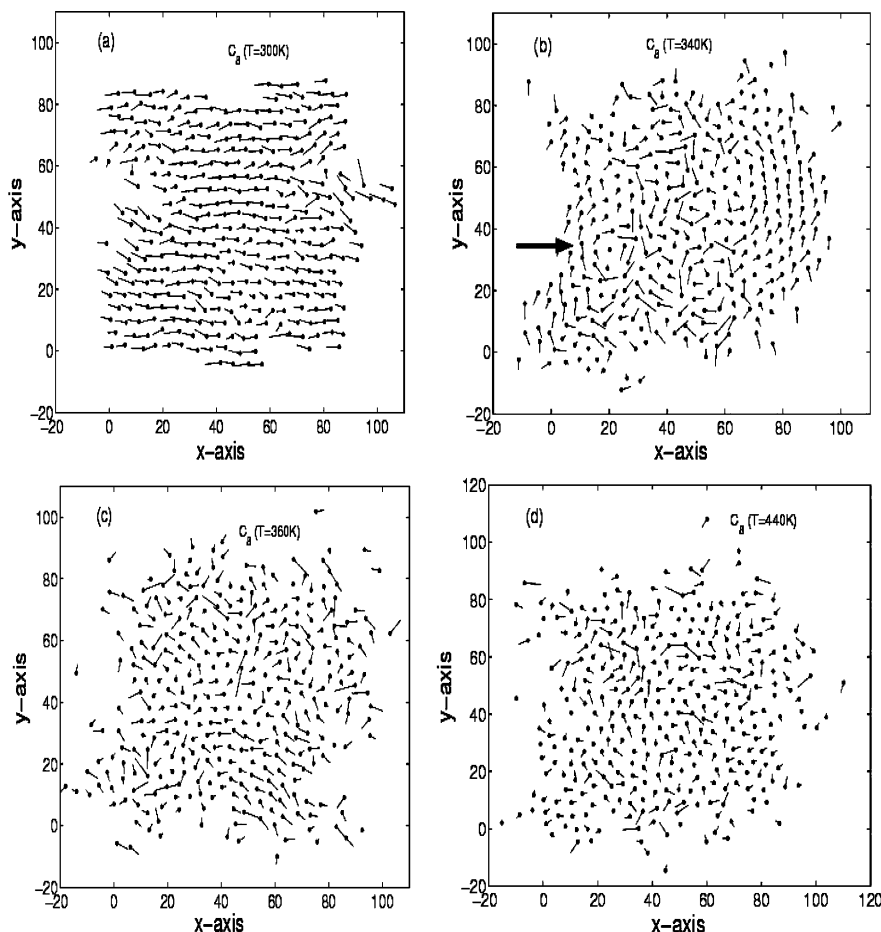 (a)
C_a (T=300K)
100
80
60
40
20
0
−20
0 20 40 60 80 100
x−axis
y−axis
(b)
C_a (T=340K)
100
80
60
40
20
0
−20
−20 0 20 40 60 80 100
x−axis
y−axis
(c)
C_a (T=360K)
100
80
60
40
20
0
−20
−20 0 20 40 60 80 100
x−axis
y−axis
(d)
C_a (T=440K)
120
100
80
60
40
20
0
−20
−20 0 20 40 60 80 100 120
x−axis
y−axis